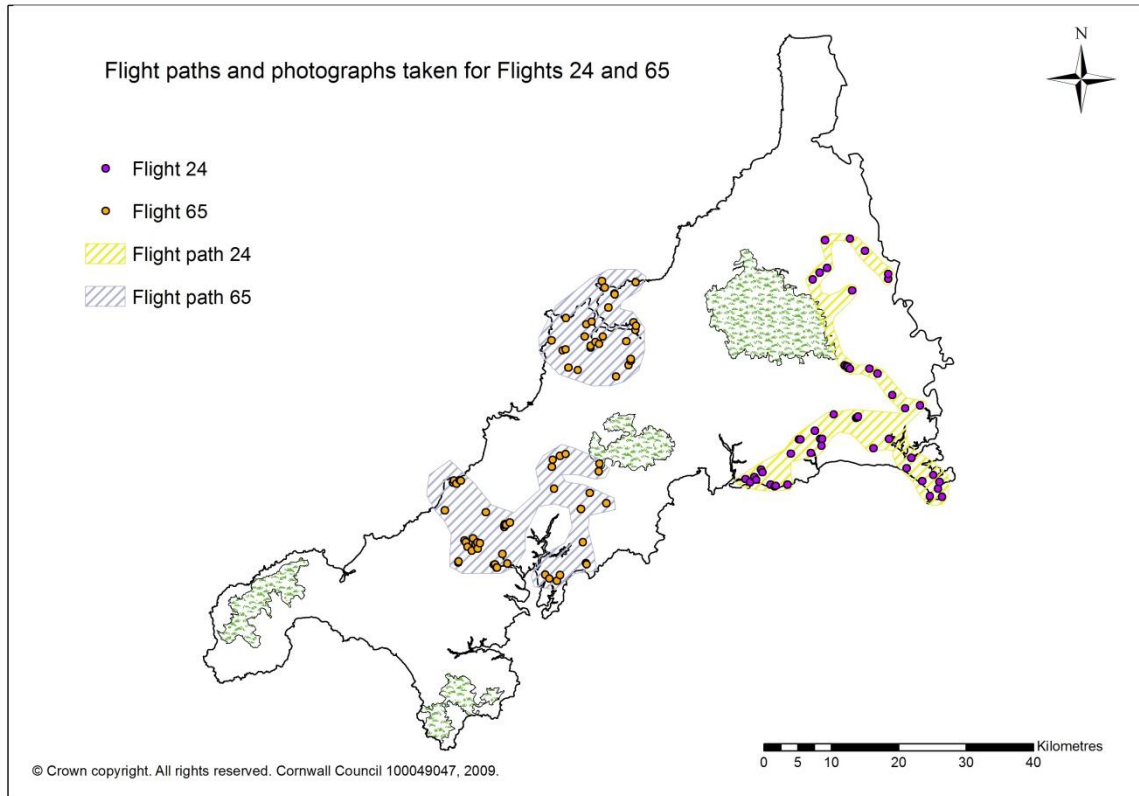 Flight paths and photographs taken for Flights 24 and 65
N
Flight 24
Flight 65
Flight path 24
Flight path 65
Kilometres
0 5 10 20 30 40
© Crown copyright. All rights reserved. Cornwall Council 100049047, 2009.